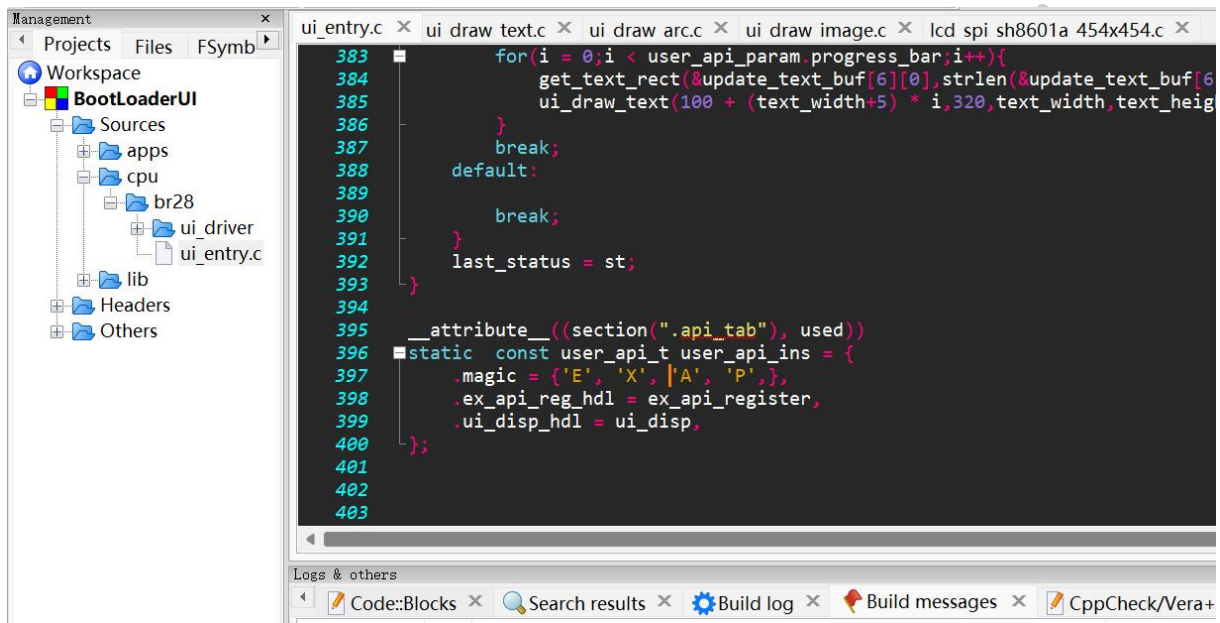 Management ×
Projects Files FSymb
Workspace
BootLoaderUI
Sources
apps
cpu
br28
ui_driver
ui_entry.c
lib
Headers
Others
ui_entry.c × ui draw text.c × ui draw arc.c × ui draw image.c × lcd spi sh8601a 454x454.c ×
383 for(i = 0;i < user_api_param.progress_bar;i++){
384 get_text_rect(&update_text_buf[6][0],strlen(&update_text_buf[6
385 ui_draw_text(100 + (text_width+5) * i,320,text_width,text_heig
386 }
387 break;
388 default:
389
390 break;
391 }
392 last_status = st;
393 }
394
395 __attribute__((section(".api_tab"), used))
396 static const user_api_t user_api_ins = {
397 .magic = {'E', 'X', 'A', 'P',},
398 .ex_api_reg_hdl = ex_api_register,
399 .ui_disp_hdl = ui_disp,
400 };
401
402
403
Logs & others
Code::Blocks × Search results × Build log × Build messages × CppCheck/Vera+